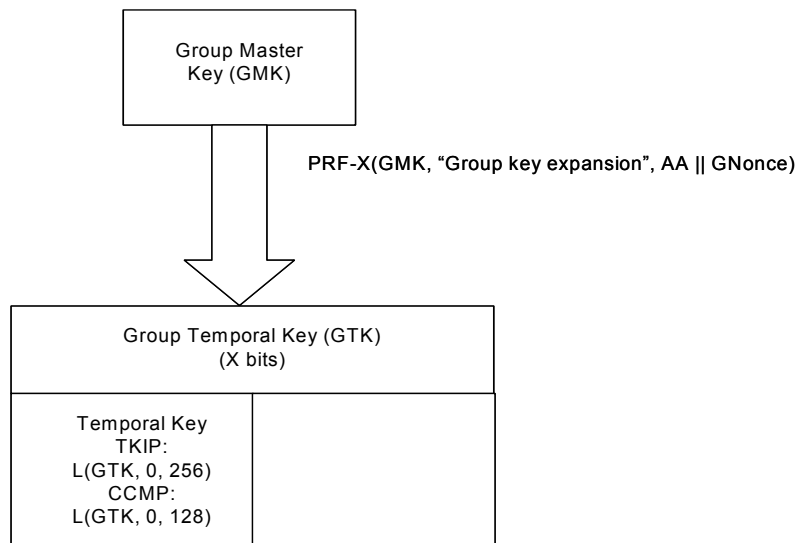 Group Master
Key (GMK)
PRF-X(GMK, “Group key expansion”, AA || GNonce)
Group Temporal Key (GTK)
(X bits)
Temporal Key
TKIP:
L(GTK, 0, 256)
CCMP:
L(GTK, 0, 128)